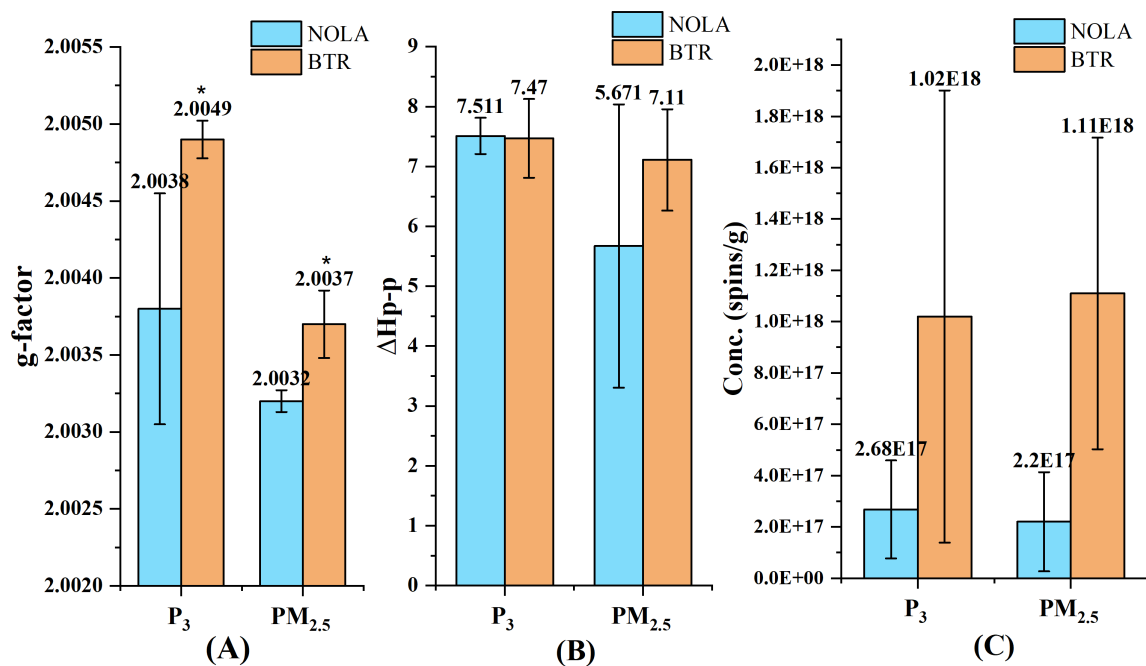 NOLA
BTR
2.0055
2.0050
2.0045
2.0040
2.0035
2.0030
2.0025
2.0020
g-factor
*
2.0049
2.0038
*
2.0037
2.0032
P3
PM2.5
(A)
NOLA
BTR
9
8
7
6
5
4
3
2
1
0
ΔHp-p
7.511
7.47
5.671
7.11
P3
PM2.5
(B)
NOLA
BTR
2.0E+18
1.8E+18
1.6E+18
1.4E+18
1.2E+18
1.0E+18
8.0E+17
6.0E+17
4.0E+17
2.0E+17
0.0E+00
Conc. (spins/g)
1.02E18
1.11E18
2.68E17
2.2E17
P3
PM2.5
(C)